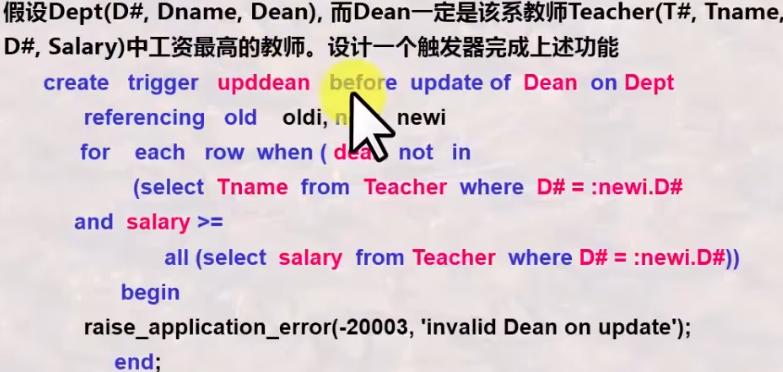 假设Dept(D#, Dname, Dean), 而Dean一定是该系教师Teacher(T#, Tname,
D#, Salary)中工资最高的教师。设计一个触发器完成上述功能
create trigger upddean before update of Dean on Dept
referencing old oldi, newi
for each row when ( not in
(select Tname from Teacher where D# = :newi.D#
and salary >=
all (select salary from Teacher where D# = :newi.D#))
begin
raise_application_error(-20003, 'invalid Dean on update');
end;